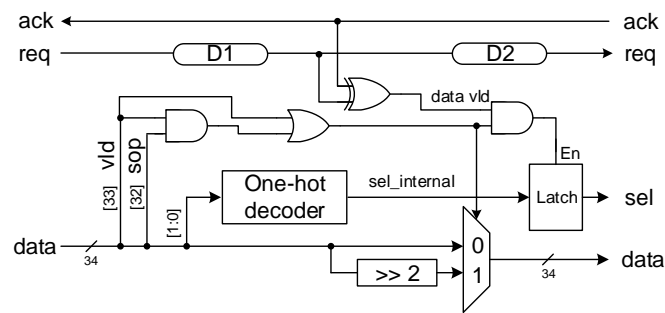 ack ack
req D1 D2 req
data vld
vld sop
En
[33] [32] [1:0] One-hot decoder sel_internal Latch sel
data 34 0 1 >> 2 34 data